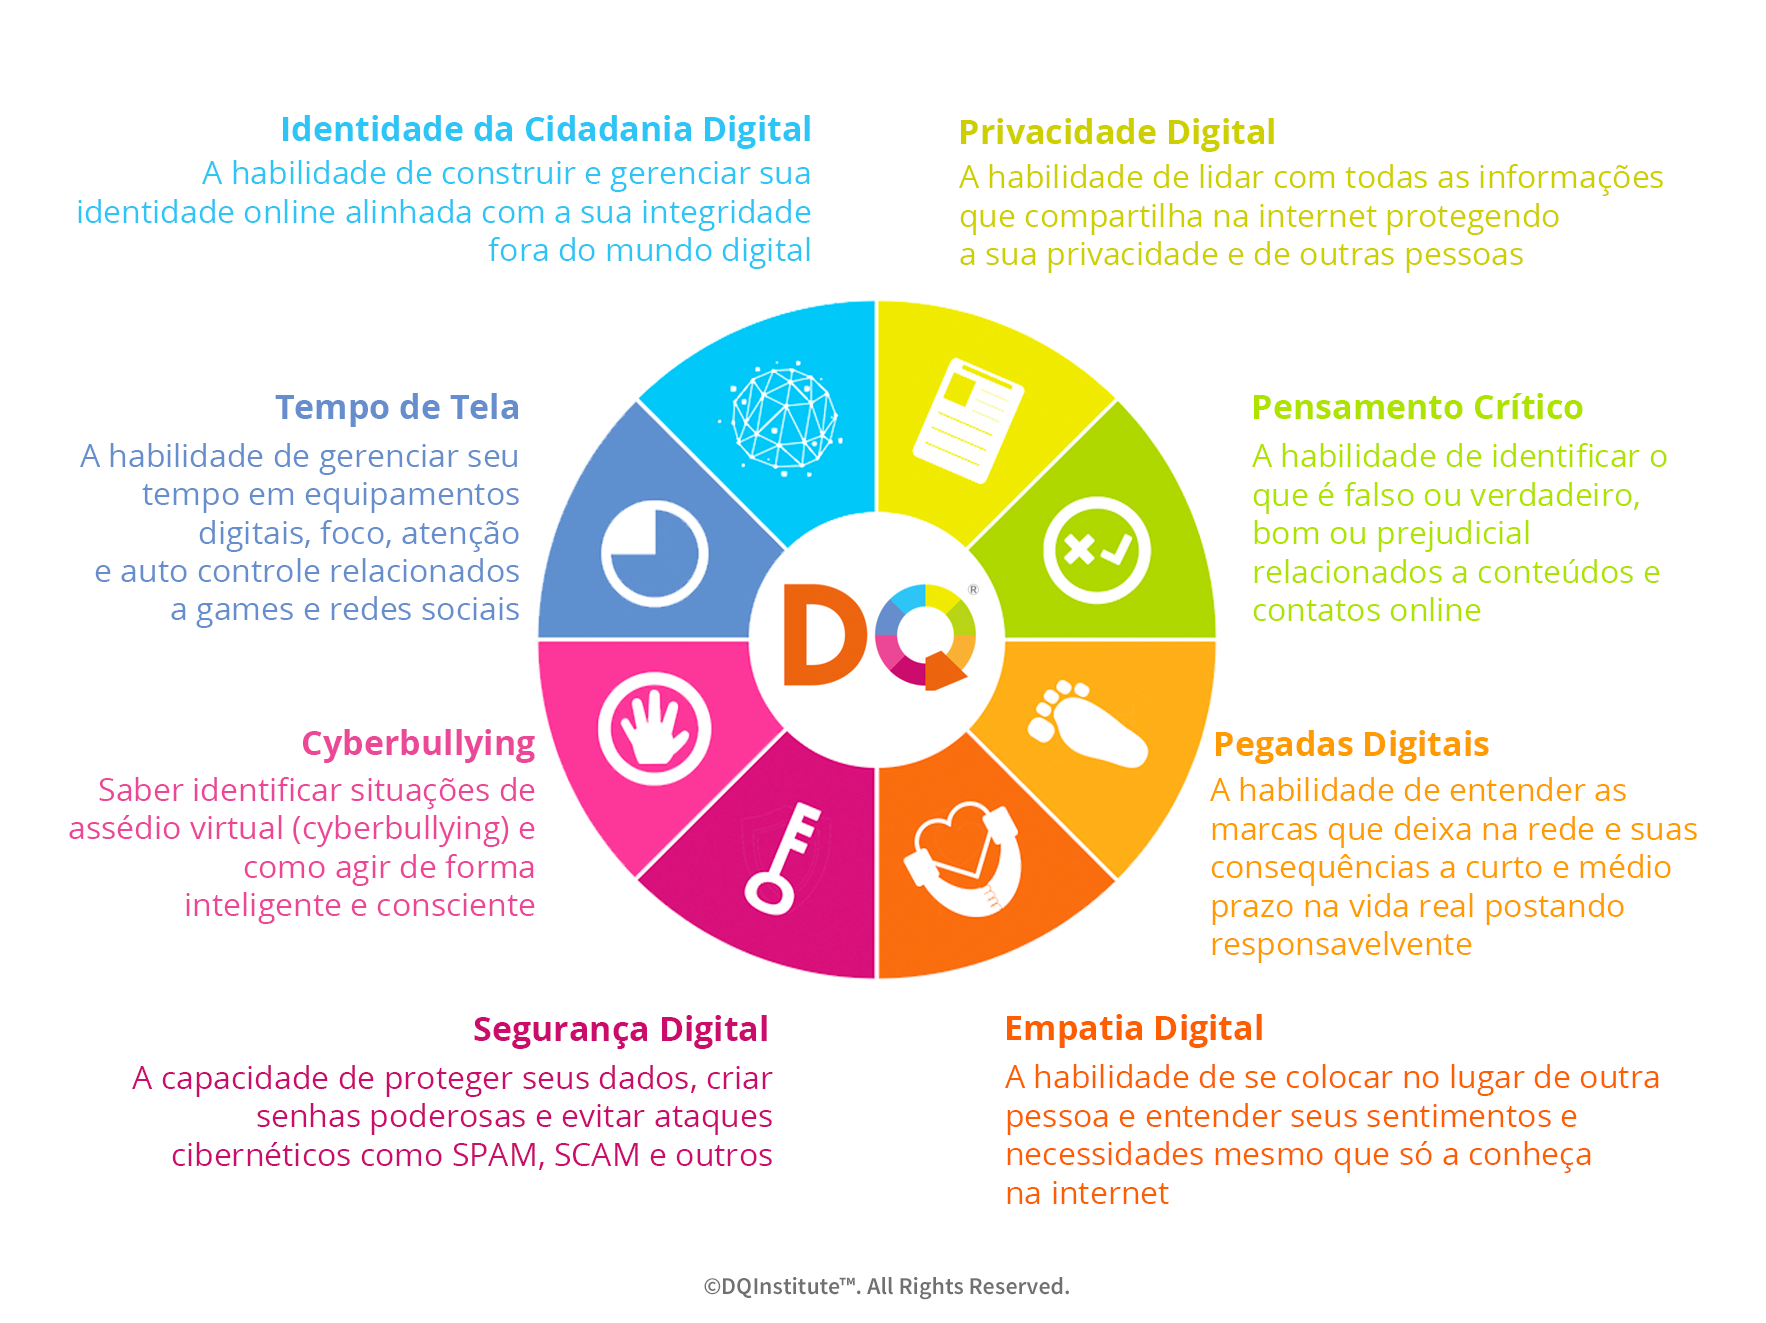 Identidade da Cidadania Digital
A habilidade de construir e gerenciar sua
identidade online alinhada com a sua integridade
fora do mundo digital
Privacidade Digital
A habilidade de lidar com todas as informações
que compartilha na internet protegendo
a sua privacidade e de outras pessoas
Tempo de Tela
A habilidade de gerenciar seu
tempo em equipamentos
digitais, foco, atenção
e auto controle relacionados
a games e redes sociais
Pensamento Crítico
A habilidade de identificar o
que é falso ou verdadeiro,
bom ou prejudicial
relacionados a conteúdos e
contatos online
DQ®
Cyberbullying
Saber identificar situações de
assédio virtual (cyberbullying) e
como agir de forma
inteligente e consciente
Pegadas Digitais
A habilidade de entender as
marcas que deixa na rede e suas
consequências a curto e médio
prazo na vida real postando
responsavelvente
Segurança Digital
A capacidade de proteger seus dados, criar
senhas poderosas e evitar ataques
cibernéticos como SPAM, SCAM e outros
Empatia Digital
A habilidade de se colocar no lugar de outra
pessoa e entender seus sentimentos e
necessidades mesmo que só a conheça
na internet
©DQInstitute™. All Rights Reserved.